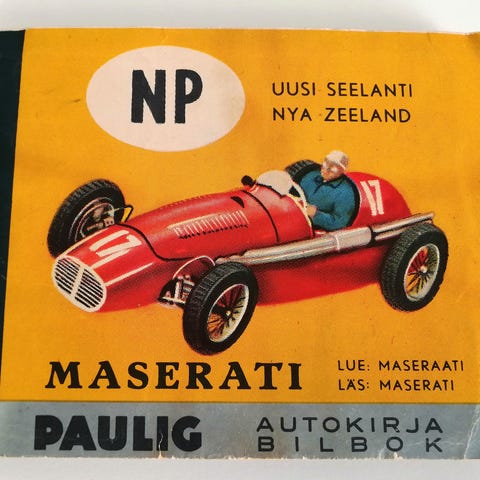 NP
UUSI SEELANTI
NYA ZEELAND
17
17
MASERATI
LUE: MASERAATI
LÄS: MASERATI
PAULIG
AUTOKIRJA
BILBOK